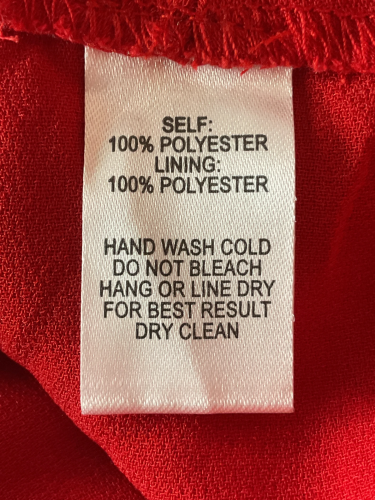 SELF:
100% POLYESTER
LINING:
100% POLYESTER
HAND WASH COLD
DO NOT BLEACH
HANG OR LINE DRY
FOR BEST RESULT
DRY CLEAN